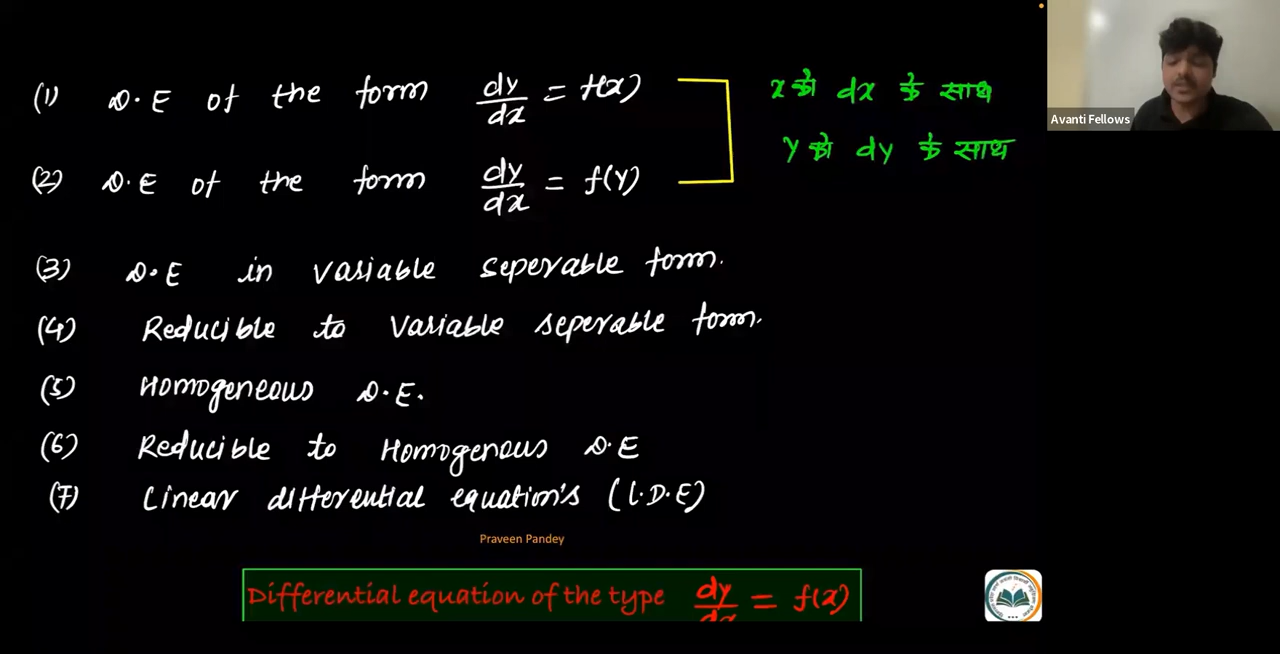 (1) D.E of the form dy/dx = f(x)
x को dx के साथ
Avanti Fellows
y को dy के साथ
(2) D.E of the form dy/dx = f(y)
(3) D.E in variable seperable form.
(4) Reducible to variable seperable form.
(5) Homogeneous D.E.
(6) Reducible to Homogenous D.E
(7) Linear differential equation's (L.D.E)
Praveen Pandey
Differential equation of the type dy/dx = f(x)